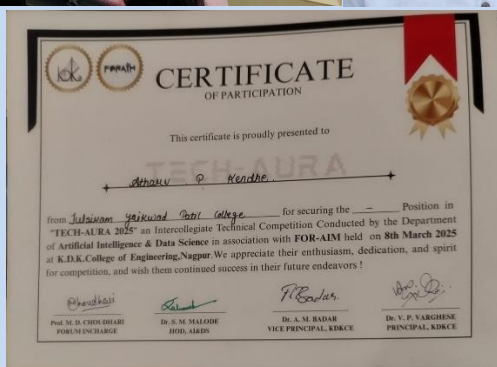 CERTIFICATE
OF PARTICIPATION
This certificate is proudly presented to
TECH-AURA
Atharv P. Kendhe.
from Tulsiram Gaikwad Patil College for securing the – Position in
"TECH-AURA 2025" an Intercollegiate Technical Competition Conducted by the Department
of Artificial Intelligence & Data Science in association with FOR-AIM held on 8th March 2025
at K.D.K.College of Engineering,Nagpur.We appreciate their enthusiasm, dedication, and spirit
for competition, and wish them continued success in their future endeavors !
Prof. M. D. CHOUDHARI
FORUM INCHARGE
Dr. S. M. MALODE
HOD, AI&DS
Dr. A. M. BADAR
VICE PRINCIPAL, KDKCE
Dr. V. P. VARGHESE
PRINCIPAL, KDKCE